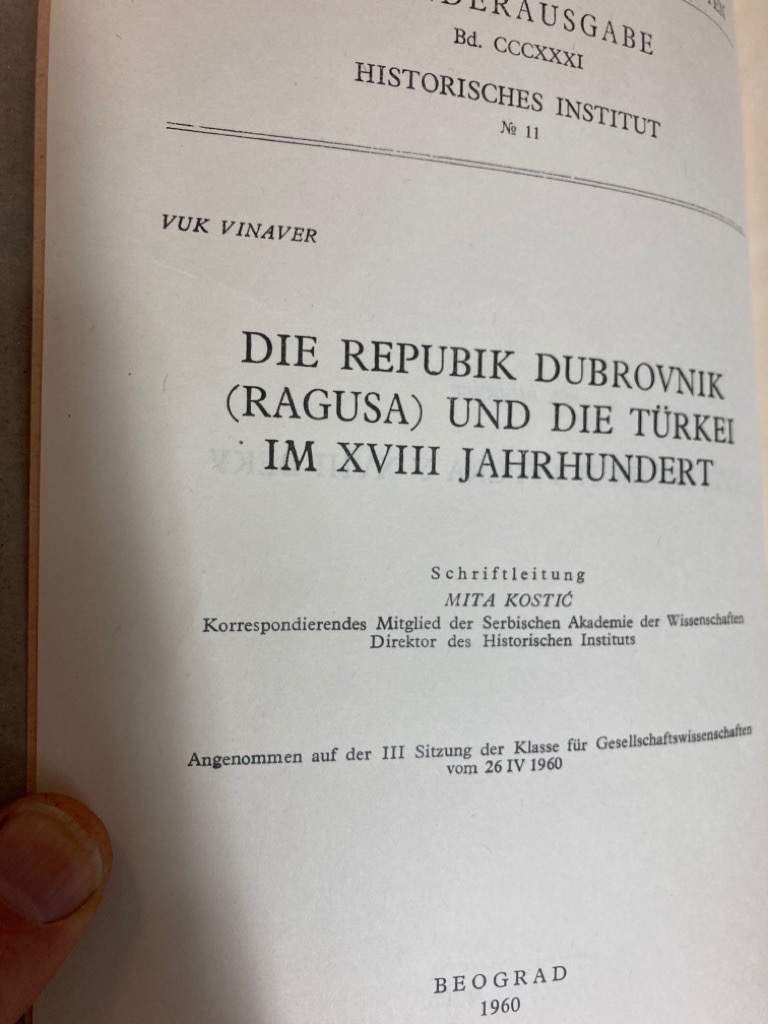 Bd. CCCXXXI
HISTORISCHES INSTITUT
№ 11
VUK VINAVER
DIE REPUBIK DUBROVNIK
(RAGUSA) UND DIE TÜRKEI
IM XVIII JAHRHUNDERT
Schriftleitung
MITA KOSTIĆ
Korrespondierendes Mitglied der Serbischen Akademie der Wissenschaften
Direktor des Historischen Instituts
Angenommen auf der III Sitzung der Klasse für Gesellschaftswissenschaften
vom 26 IV 1960
BEOGRAD
1960